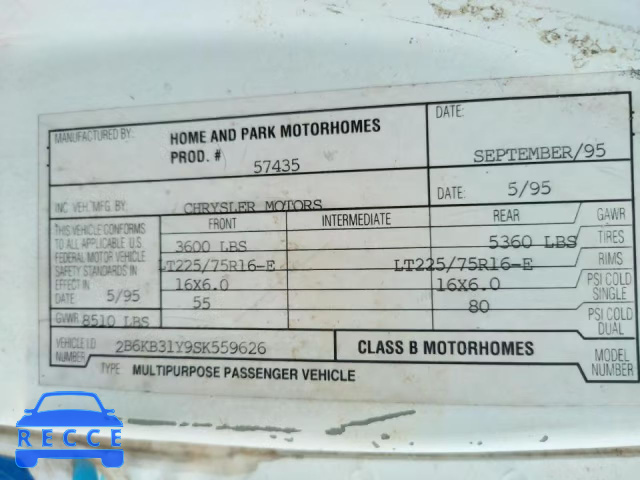 MANUFACTURED BY: HOME AND PARK MOTORHOMES DATE:
PROD. # 57435 SEPTEMBER/95
INC. VEH. MFG. BY: CHRYSLER MOTORS DATE: 5/95
THIS VEHICLE CONFORMS FRONT INTERMEDIATE REAR GAWR
TO ALL APPLICABLE U.S. 3600 LBS 5360 LBS TIRES
FEDERAL MOTOR VEHICLE LT225/75R16-E LT225/75R16-E RIMS
SAFETY STANDARDS IN 16X6.0 16X6.0 PSI COLD
EFFECT IN 55 80 SINGLE
DATE 5/95 PSI COLD
GVWR 8510 LBS DUAL
VEHICLE I.D. 2B6KB31Y9SK559626 CLASS B MOTORHOMES MODEL
NUMBER NUMBER
TYPE: MULTIPURPOSE PASSENGER VEHICLE
RECCE